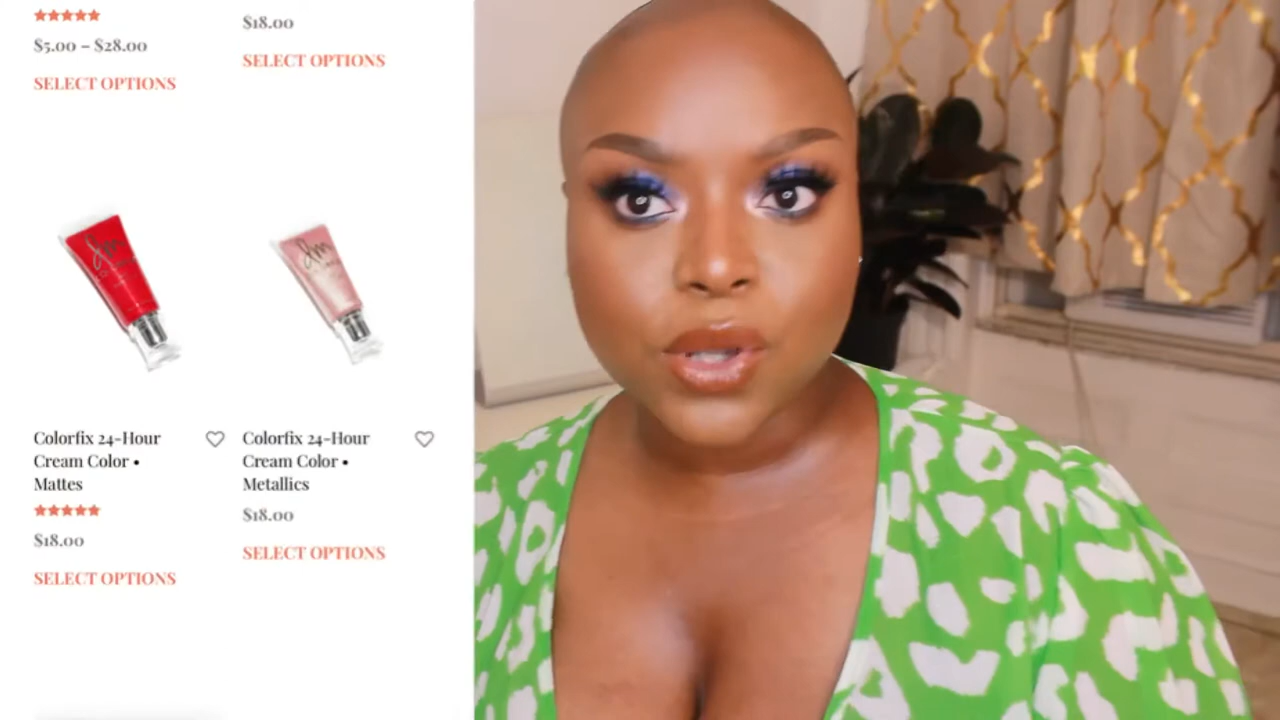 $5.00 – $28.00
SELECT OPTIONS
$18.00
SELECT OPTIONS
Colorfix 24-Hour
Cream Color •
Mattes
$18.00
SELECT OPTIONS
Colorfix 24-Hour
Cream Color •
Metallics
$18.00
SELECT OPTIONS